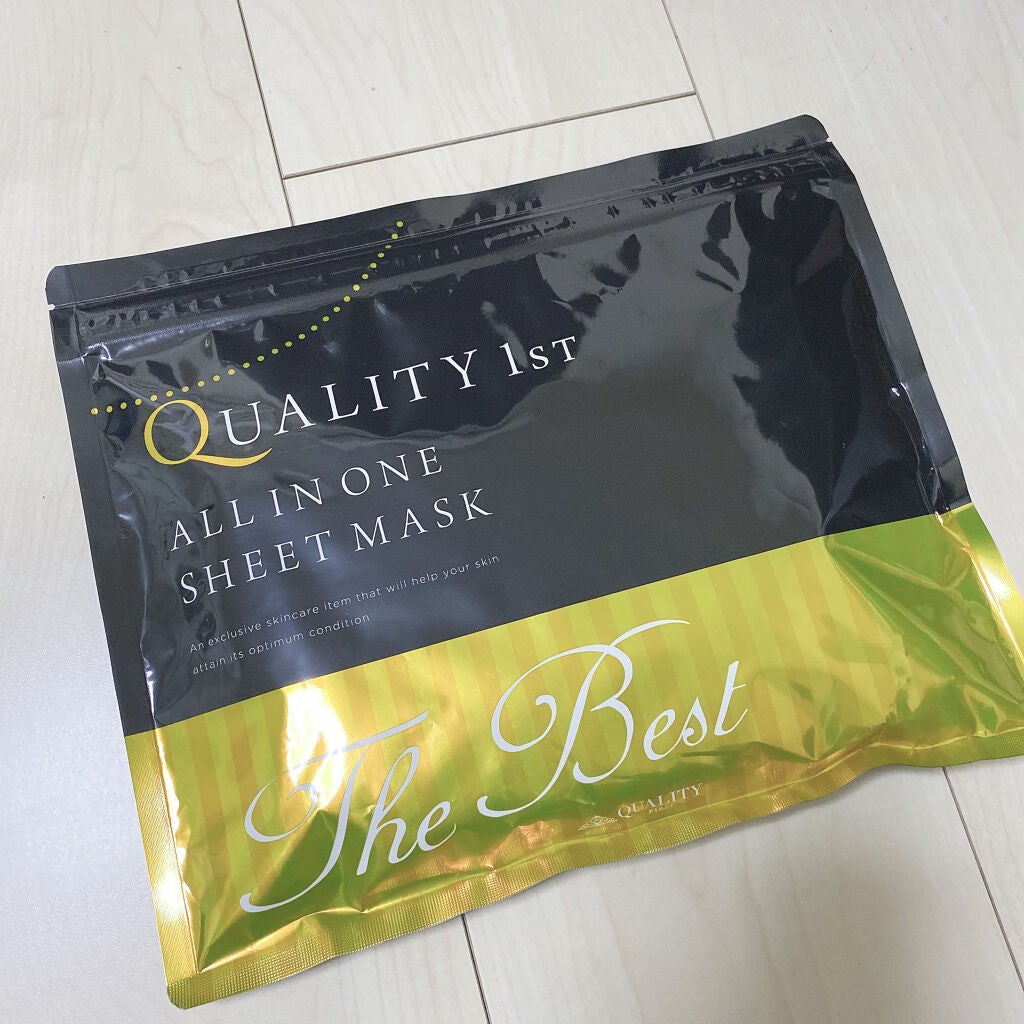 QUALITY 1ST
ALL IN ONE
SHEET MASK
An exclusive skincare item that will help your skin
attain its optimum condition
The Best
QUALITY